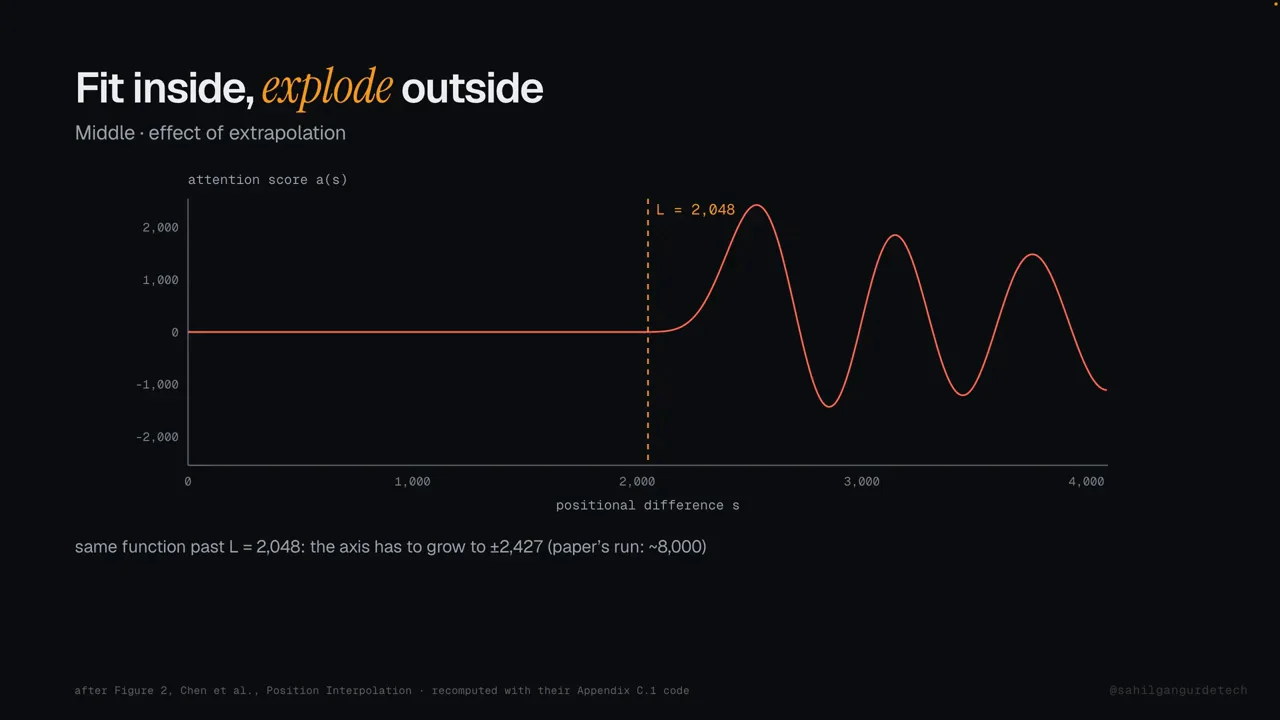 Fit inside, explode outside
Middle · effect of extrapolation
attention score a(s)
L = 2,048
2,000
1,000
0
-1,000
-2,000
0 1,000 2,000 3,000 4,000
positional difference s
same function past L = 2,048: the axis has to grow to ±2,427 (paper's run: ~8,000)
after Figure 2, Chen et al., Position Interpolation · recomputed with their Appendix C.1 code
@sahilgangurdetech